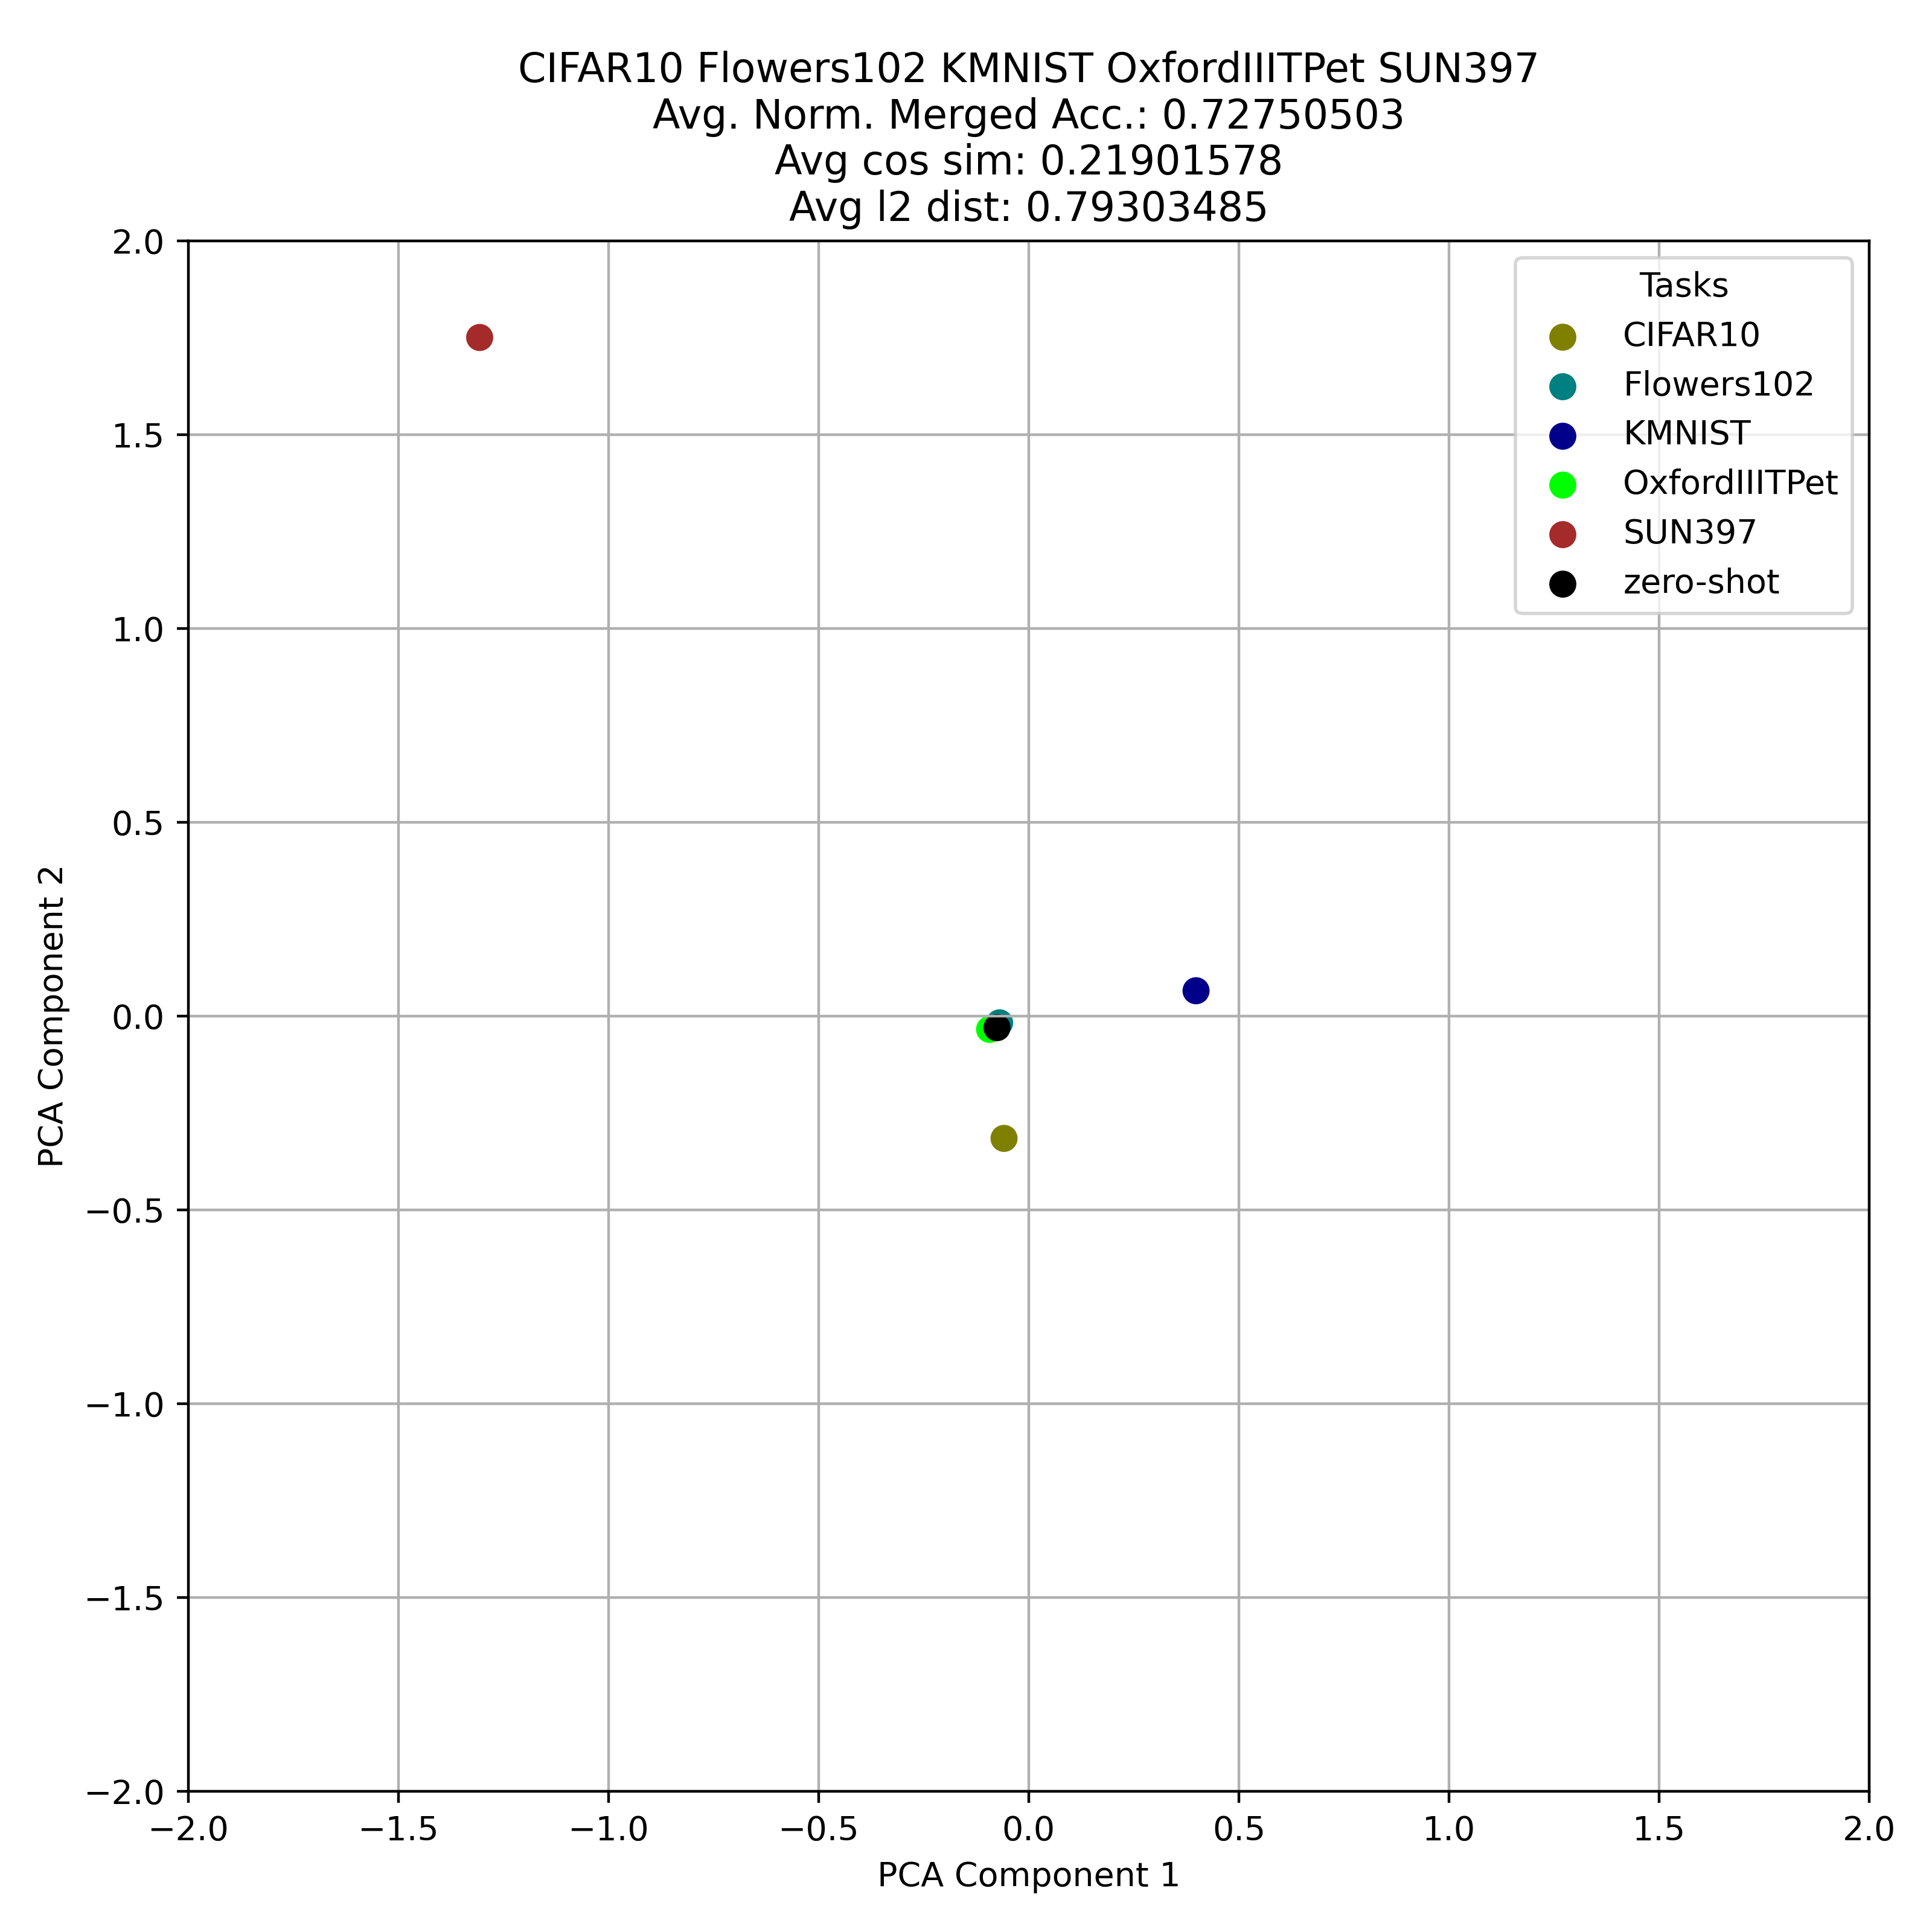 CIFAR10 Flowers102 KMNIST OxfordIIITPet SUN397
Avg. Norm. Merged Acc.: 0.72750503
Avg cos sim: 0.21901578
Avg l2 dist: 0.79303485
Tasks
CIFAR10
Flowers102
KMNIST
OxfordIIITPet
SUN397
zero-shot
2.0
1.5
1.0
0.5
0.0
−0.5
−1.0
−1.5
−2.0
PCA Component 2
−2.0 −1.5 −1.0 −0.5 0.0 0.5 1.0 1.5 2.0
PCA Component 1